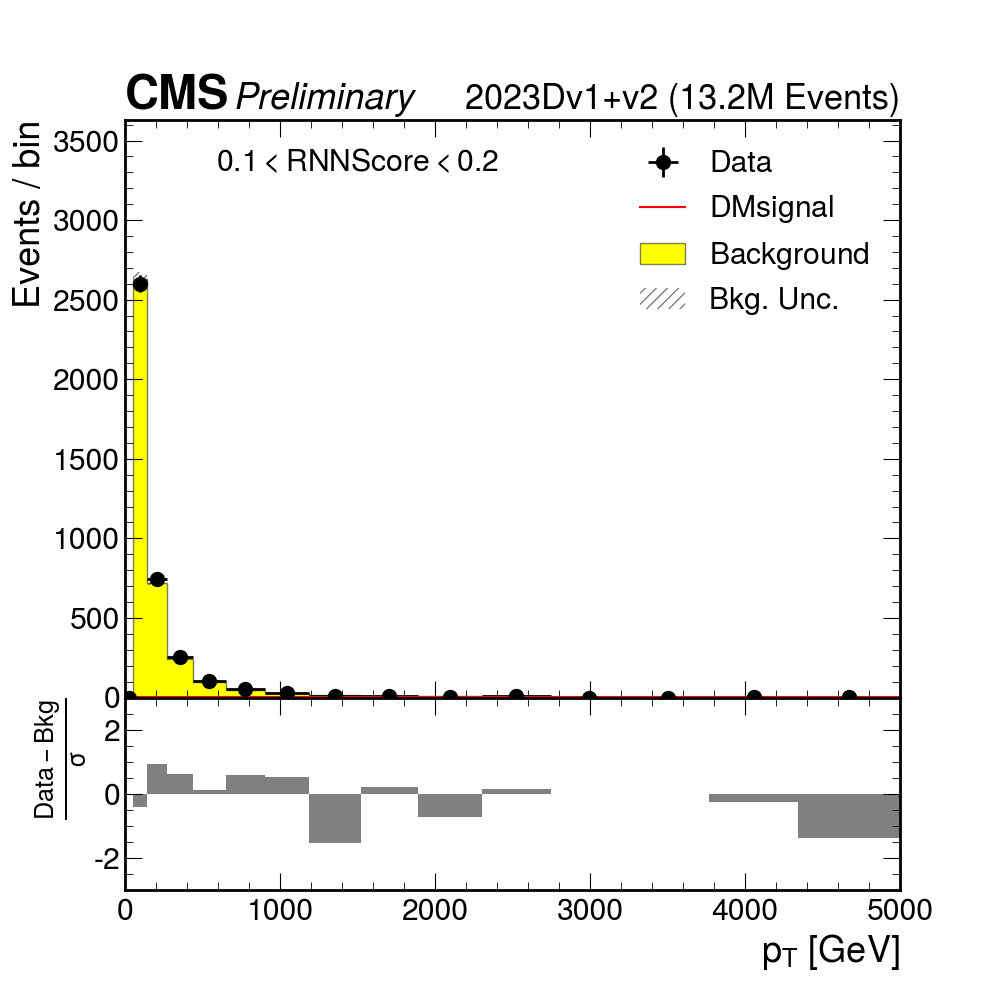 CMS Preliminary 2023Dv1+v2 (13.2M Events)
Events / bin
3500
3000
2500
2000
1500
1000
500
0
0.1 < RNNScore < 0.2
Data
DMsignal
Background
Bkg. Unc.
Data − Bkg
σ
2
0
-2
0 1000 2000 3000 4000 5000
pT [GeV]